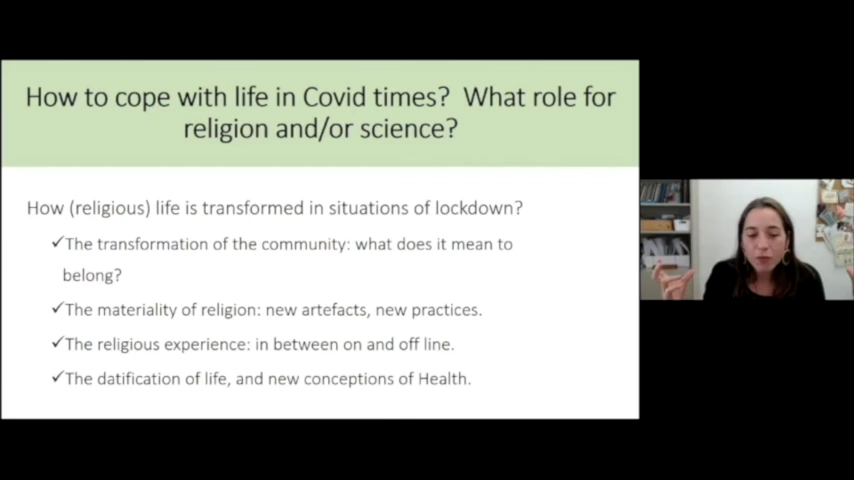 How to cope with life in Covid times?  What role for
religion and/or science?
How (religious) life is transformed in situations of lockdown?
✓The transformation of the community: what does it mean to
belong?
✓The materiality of religion: new artefacts, new practices.
✓The religious experience: in between on and off line.
✓The datification of life, and new conceptions of Health.